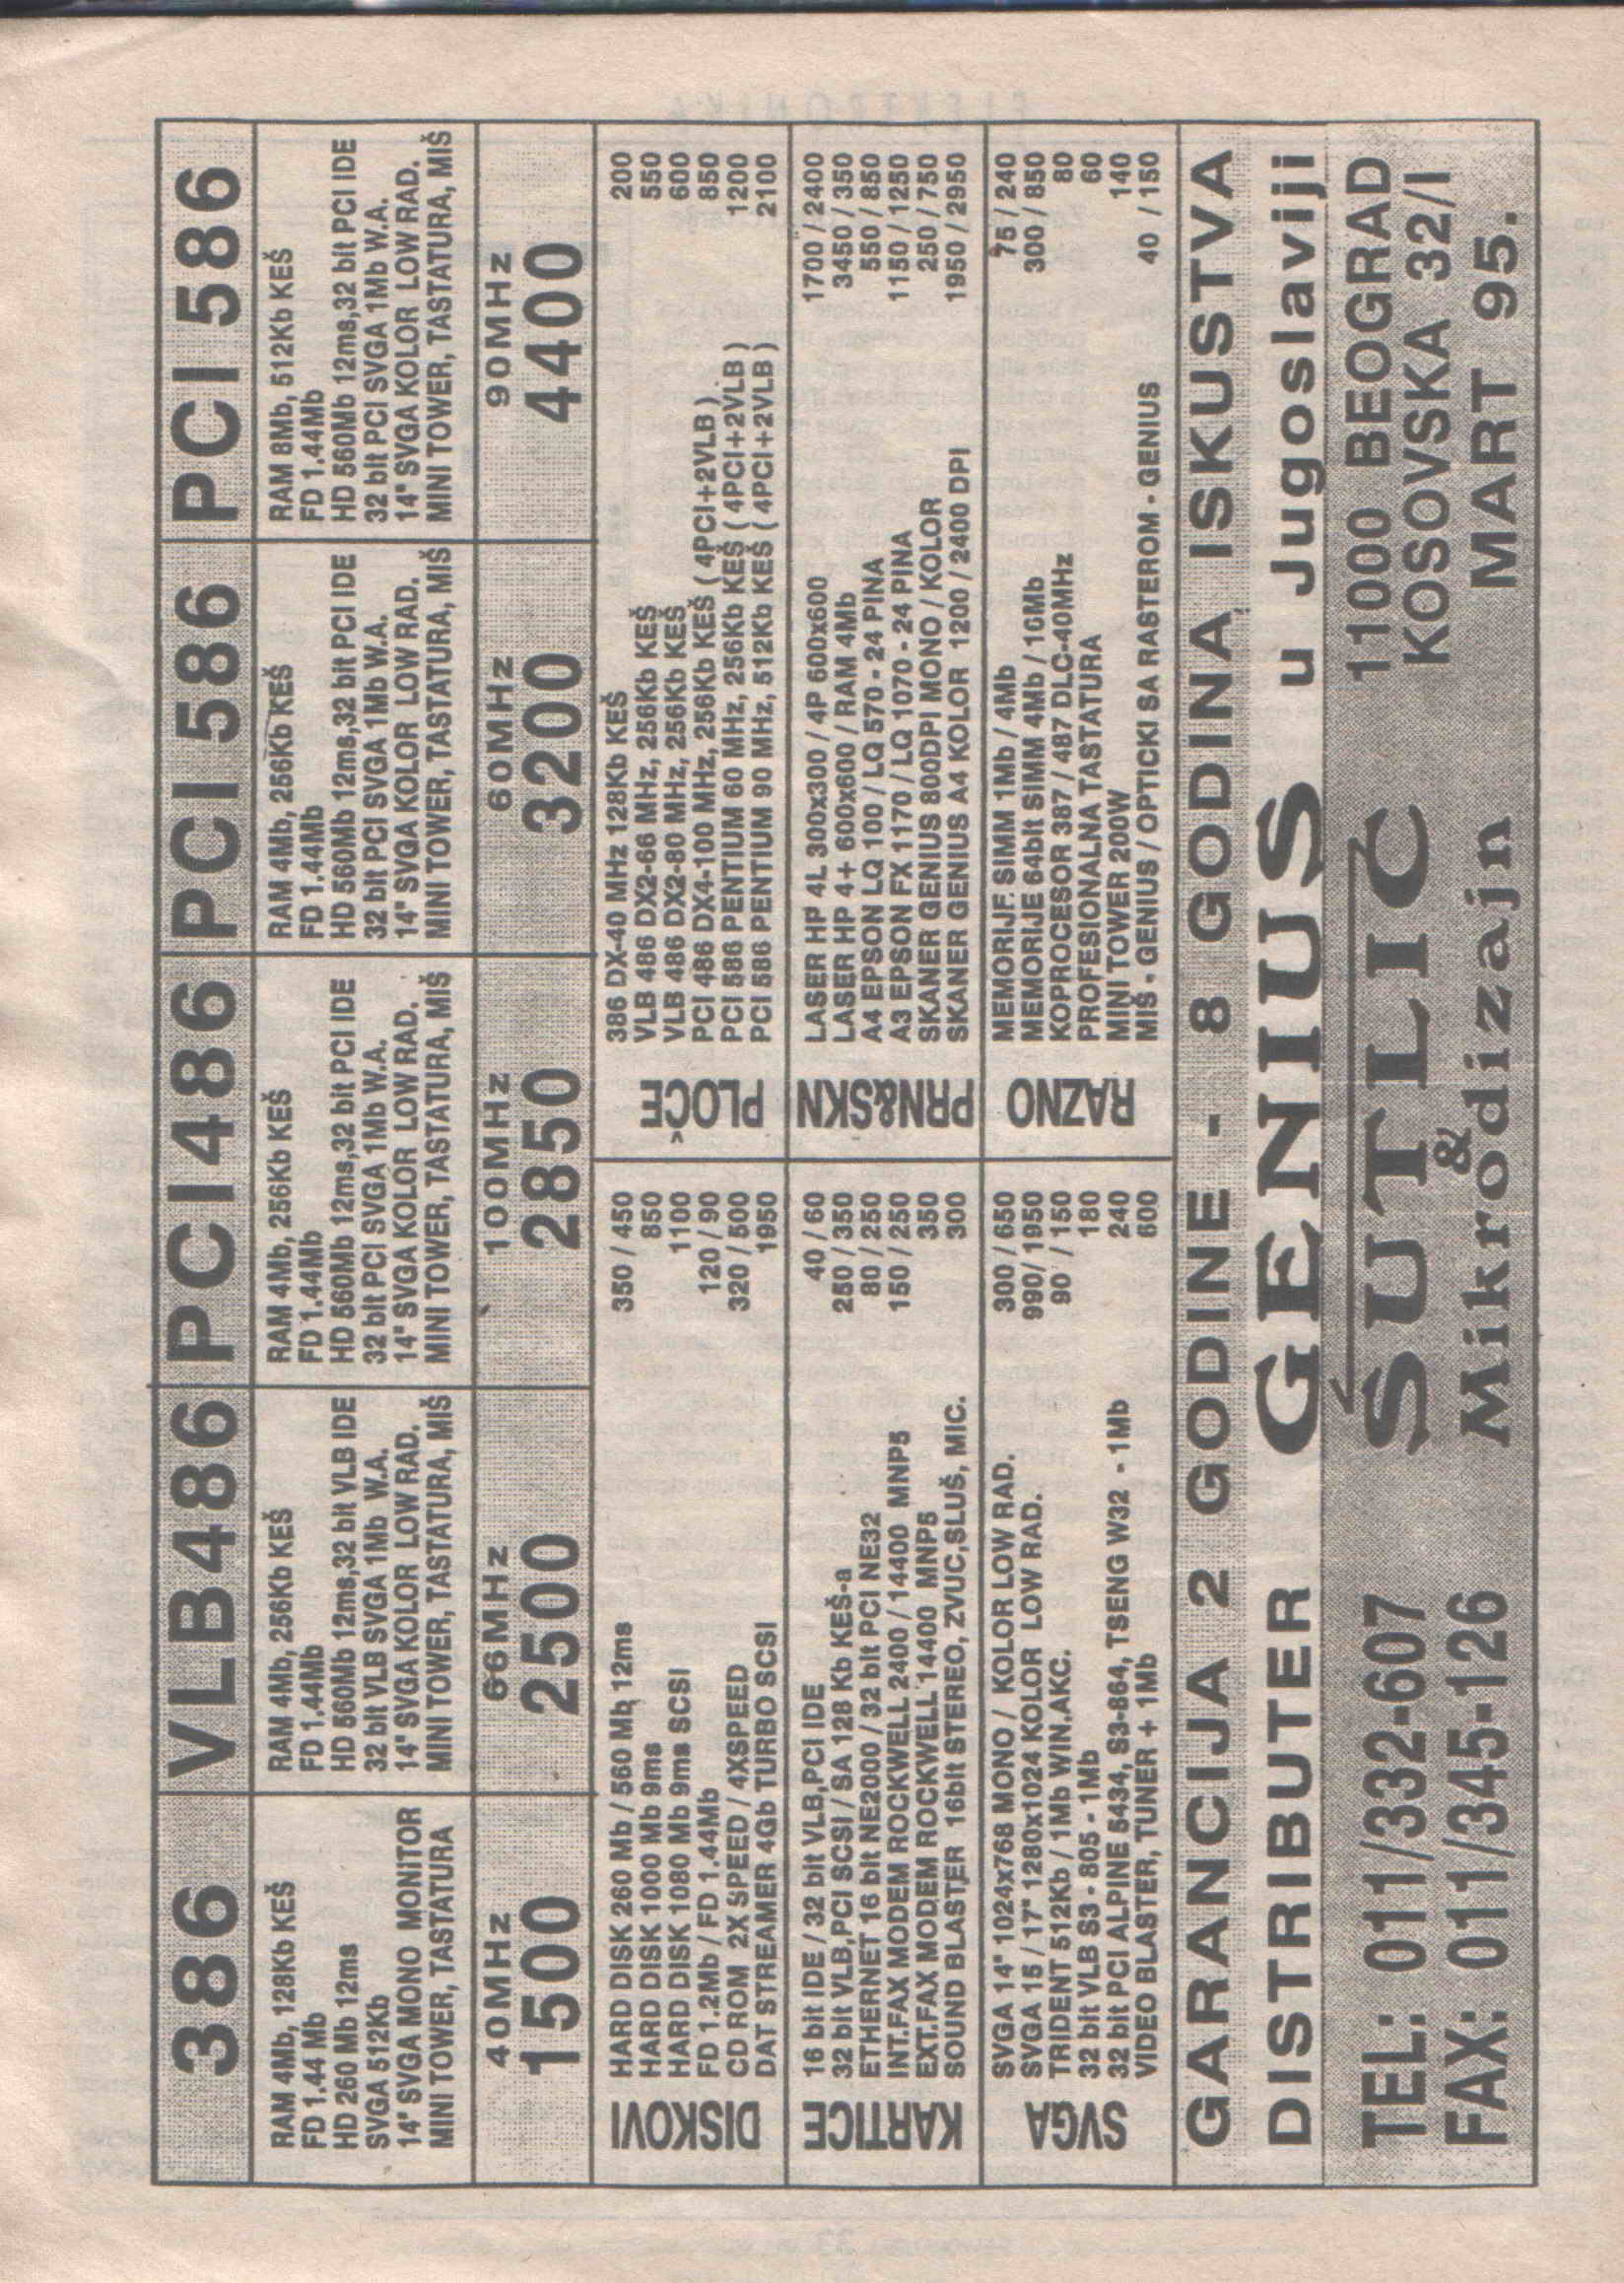 386
RAM 4Mb, 128Kb KEŠ
FD 1.44 Mb
HD 260 Mb 12ms
SVGA 512Kb
14" SVGA MONO MONITOR
MINI TOWER, TASTATURA
40MHz
1500
VLB486
RAM 4Mb, 256Kb KEŠ
FD 1.44Mb
HD 560Mb 12ms,32 bit VLB IDE
32 bit VLB SVGA 1Mb W.A.
14" SVGA KOLOR LOW RAD.
MINI TOWER, TASTATURA, MIŠ
66MHz
2500
PCI486
RAM 4Mb, 256Kb KEŠ
FD 1.44Mb
HD 560Mb 12ms,32 bit PCI IDE
32 bit PCI SVGA 1Mb W.A.
14" SVGA KOLOR LOW RAD.
MINI TOWER, TASTATURA, MIŠ
100MHz
2850
PCI 586
RAM 4Mb, 256Kb KEŠ
FD 1.44Mb
HD 560Mb 12ms,32 bit PCI IDE
32 bit PCI SVGA 1Mb W.A.
14" SVGA KOLOR LOW RAD.
MINI TOWER, TASTATURA, MIŠ
60MHz
3200
PCI 586
RAM 8Mb, 512Kb KEŠ
FD 1.44Mb
HD 560Mb 12ms,32 bit PCI IDE
32 bit PCI SVGA 1Mb W.A.
14" SVGA KOLOR LOW RAD.
MINI TOWER, TASTATURA, MIŠ
90MHz
4400
DISKOVI
HARD DISK 260 Mb / 560 Mb 12ms 350 / 450
HARD DISK 1000 Mb 9ms 850
HARD DISK 1080 Mb 9ms SCSI 1100
FD 1.2Mb / FD 1.44Mb 120 / 90
CD ROM 2X SPEED / 4XSPEED 320 / 500
DAT STREAMER 4Gb TURBO SCSI 1950
PLOČE
386 DX-40 MHz 128Kb KEŠ 200
VLB 486 DX2-66 MHz, 256Kb KEŠ 550
VLB 486 DX2-80 MHz, 256Kb KEŠ 600
PCI 486 DX4-100 MHz, 256Kb KEŠ ( 4PCI+2VLB ) 850
PCI 586 PENTIUM 60 MHz, 256Kb KEŠ ( 4PCI+2VLB ) 1200
PCI 586 PENTIUM 90 MHz, 512Kb KEŠ ( 4PCI+2VLB ) 2100
KARTICE
16 bit IDE / 32 bit VLB,PCI IDE 40 / 60
32 bit VLB,PCI SCSI / SA 128 Kb KEŠ-a 250 / 350
ETHERNET 16 bit NE2000 / 32 bit PCI NE32 80 / 250
INT.FAX MODEM ROCKWELL 2400 / 14400 MNP5 150 / 250
EXT.FAX MODEM ROCKWELL 14400 MNP5 350
SOUND BLASTER 16bit STEREO, ZVUC,SLUŠ, MIC. 300
PRN&SKN
LASER HP 4L 300x300 / 4P 600x600 1700 / 2400
LASER HP 4+ 600x600 / RAM 4Mb 3450 / 350
A4 EPSON LQ 100 / LQ 570 - 24 PINA 550 / 850
A3 EPSON FX 1170 / LQ 1070 - 24 PINA 1150 / 1250
SKANER GENIUS 800DPI MONO / KOLOR 250 / 750
SKANER GENIUS A4 KOLOR 1200 / 2400 DPI 1950 / 2950
SVGA
SVGA 14" 1024x768 MONO / KOLOR LOW RAD. 300 / 650
SVGA 15 / 17" 1280x1024 KOLOR LOW RAD. 990/ 1950
TRIDENT 512Kb / 1Mb WIN.AKC. 90 / 150
32 bit VLB S3 - 805 - 1Mb 180
32 bit PCI ALPINE 5434, S3-864, TSENG W32 - 1Mb 240
VIDEO BLASTER, TUNER + 1Mb 600
RAZNO
MEMORIJE SIMM 1Mb / 4Mb 75 / 240
MEMORIJE 64bit SIMM 4Mb / 16Mb 300 / 850
KOPROCESOR 387 / 487 DLC-40MHz 80
PROFESIONALNA TASTATURA 60
MINI TOWER 200W 140
MIŠ - GENIUS / OPTICKI SA RASTEROM - GENIUS 40 / 150
GARANCIJA 2 GODINE - 8 GODINA ISKUSTVA
DISTRIBUTER GENIUS u Jugoslaviji
TEL: 011/332-607
FAX: 011/345-126
ŠUTLIĆ
&
Mikrodizajn
11000 BEOGRAD
KOSOVSKA 32/I
MART 95.